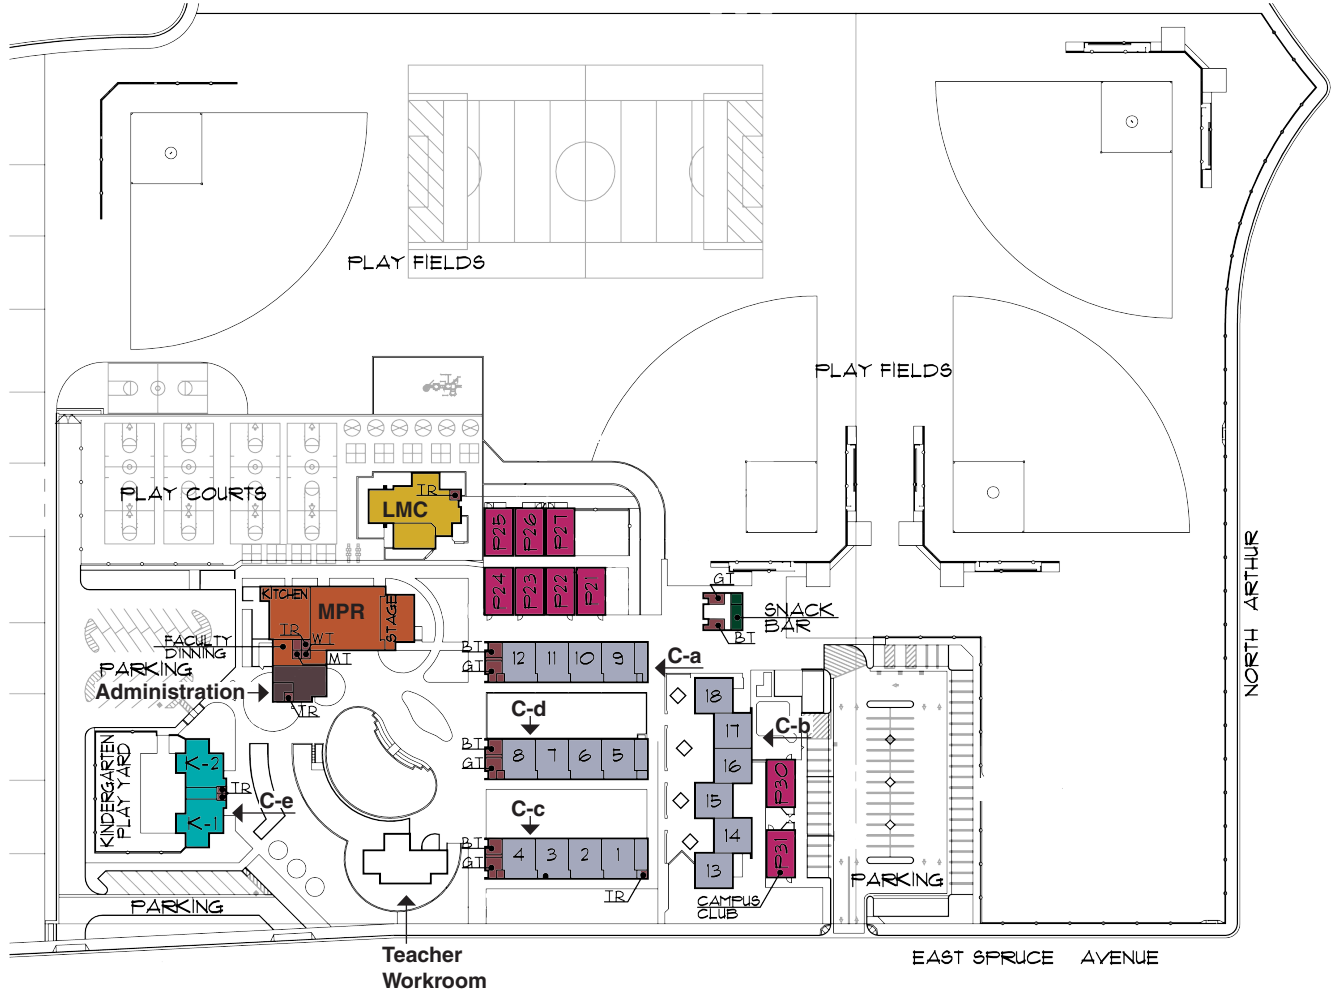 PLAY FIELDS
PLAY FIELDS
PLAY COURTS
TR
LMC
P25
P26
P27
P24
P23
P22
P21
NORTH ARTHUR
KITCHEN
MPR
STAGE
GT
SNACK
BAR
BT
FACULTY
DINNING
TR
WT
MT
PARKING
Administration
TR
BT
GT
12
11
10
9
C-a
C-d
18
17
C-b
BT
GT
8
7
6
5
16
P30
KINDERGARTEN
PLAY YARD
K-2
TR
C-e
K-1
15
C-c
14
P31
BT
GT
4
3
2
1
13
TR
CAMPUS
CLUB
PARKING
PARKING
Teacher
Workroom
EAST SPRUCE AVENUE